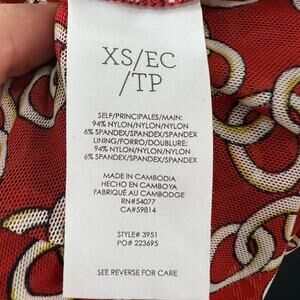 XS/EC
/TP
SELF/PRINCIPALES/MAIN:
94% NYLON/NYLON/NYLON
6% SPANDEX/SPANDEX/SPANDEX
LINING/FORRO/DOUBLURE:
94% NYLON/NYLON/NYLON
6% SPANDEX/SPANDEX/SPANDEX
MADE IN CAMBODIA
HECHO EN CAMBOYA
FABRIQUÉ AU CAMBODGE
RN#54077
CA#59814
STYLE# 3951
PO# 223695
SEE REVERSE FOR CARE